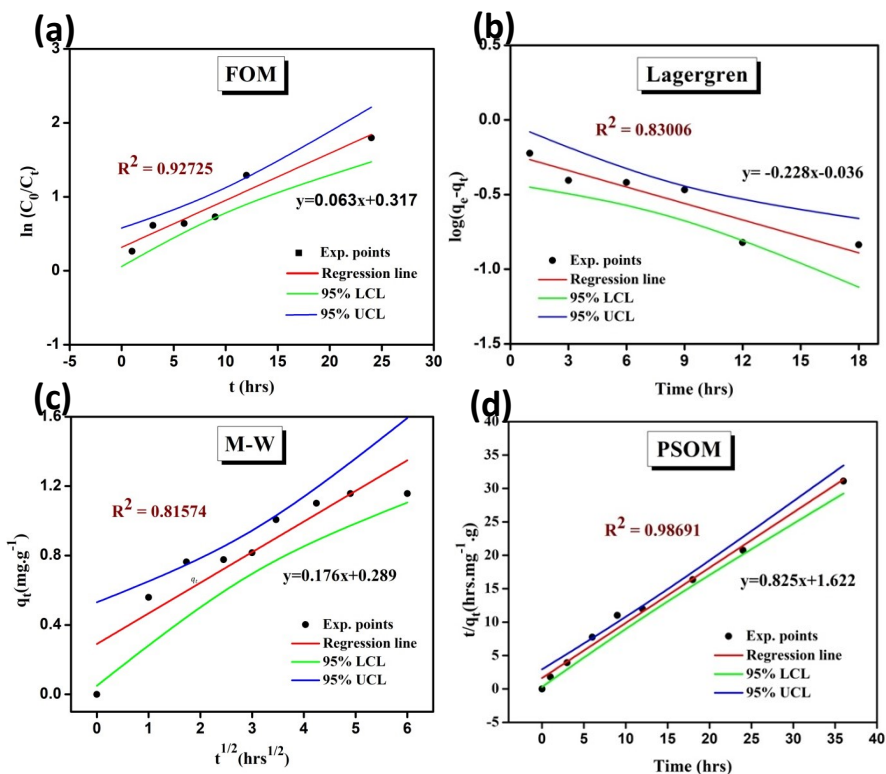 (a)
FOM
R² = 0.92725
y=0.063x+0.317
Exp. points
Regression line
95% LCL
95% UCL
ln (C₀/Cₜ)
3
2
1
0
-1
-5 0 5 10 15 20 25 30
t (hrs)
(b)
Lagergren
R² = 0.83006
y= -0.228x-0.036
Exp. points
Regression line
95% LCL
95% UCL
log(qₑ-qₜ)
0.5
0.0
-0.5
-1.0
-1.5
0 3 6 9 12 15 18
Time (hrs)
(c)
M-W
R² = 0.81574
qₜ
y=0.176x+0.289
Exp. points
Regression line
95% LCL
95% UCL
qₜ(mg.g⁻¹)
1.6
1.2
0.8
0.4
0.0
0 1 2 3 4 5 6
t¹/²(hrs¹/²)
(d)
PSOM
R² = 0.98691
y=0.825x+1.622
Exp. points
Regression line
95% LCL
95% UCL
t/qₜ(hrs.mg⁻¹.g)
40
35
30
25
20
15
10
5
0
-5
0 5 10 15 20 25 30 35 40
Time (hrs)